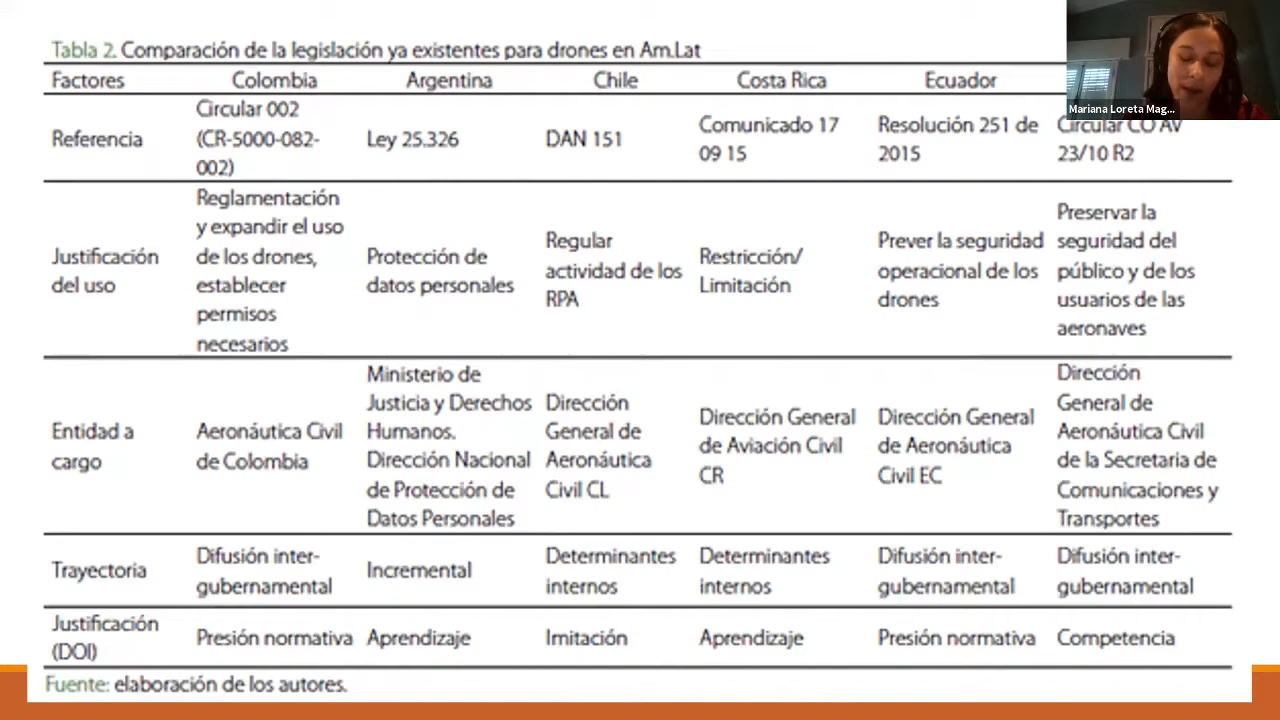 Tabla 2. Comparación de la legislación ya existentes para drones en Am.Lat
Factores
Colombia
Argentina
Chile
Costa Rica
Ecuador
Mariana Loreta Mag...
Referencia
Circular 002
(CR-5000-082-
002)
Ley 25.326
DAN 151
Comunicado 17
09 15
Resolución 251 de
2015
Circular CO AV
23/10 R2
Justificación
del uso
Reglamentación
y expandir el uso
de los drones,
establecer
permisos
necesarios
Protección de
datos personales
Regular
actividad de los
RPA
Restricción/
Limitación
Prever la seguridad
operacional de los
drones
Preservar la
seguridad del
público y de los
usuarios de las
aeronaves
Entidad a
cargo
Aeronáutica Civil
de Colombia
Ministerio de
Justicia y Derechos
Humanos.
Dirección Nacional
de Protección de
Datos Personales
Dirección
General de
Aeronáutica
Civil CL
Dirección General
de Aviación Civil
CR
Dirección General
de Aeronáutica
Civil EC
Dirección
General de
Aeronáutica Civil
de la Secretaria de
Comunicaciones y
Transportes
Trayectoria
Difusión inter-
gubernamental
Incremental
Determinantes
internos
Determinantes
internos
Difusión inter-
gubernamental
Difusión inter-
gubernamental
Justificación
(DOI)
Presión normativa
Aprendizaje
Imitación
Aprendizaje
Presión normativa
Competencia
Fuente: elaboración de los autores.